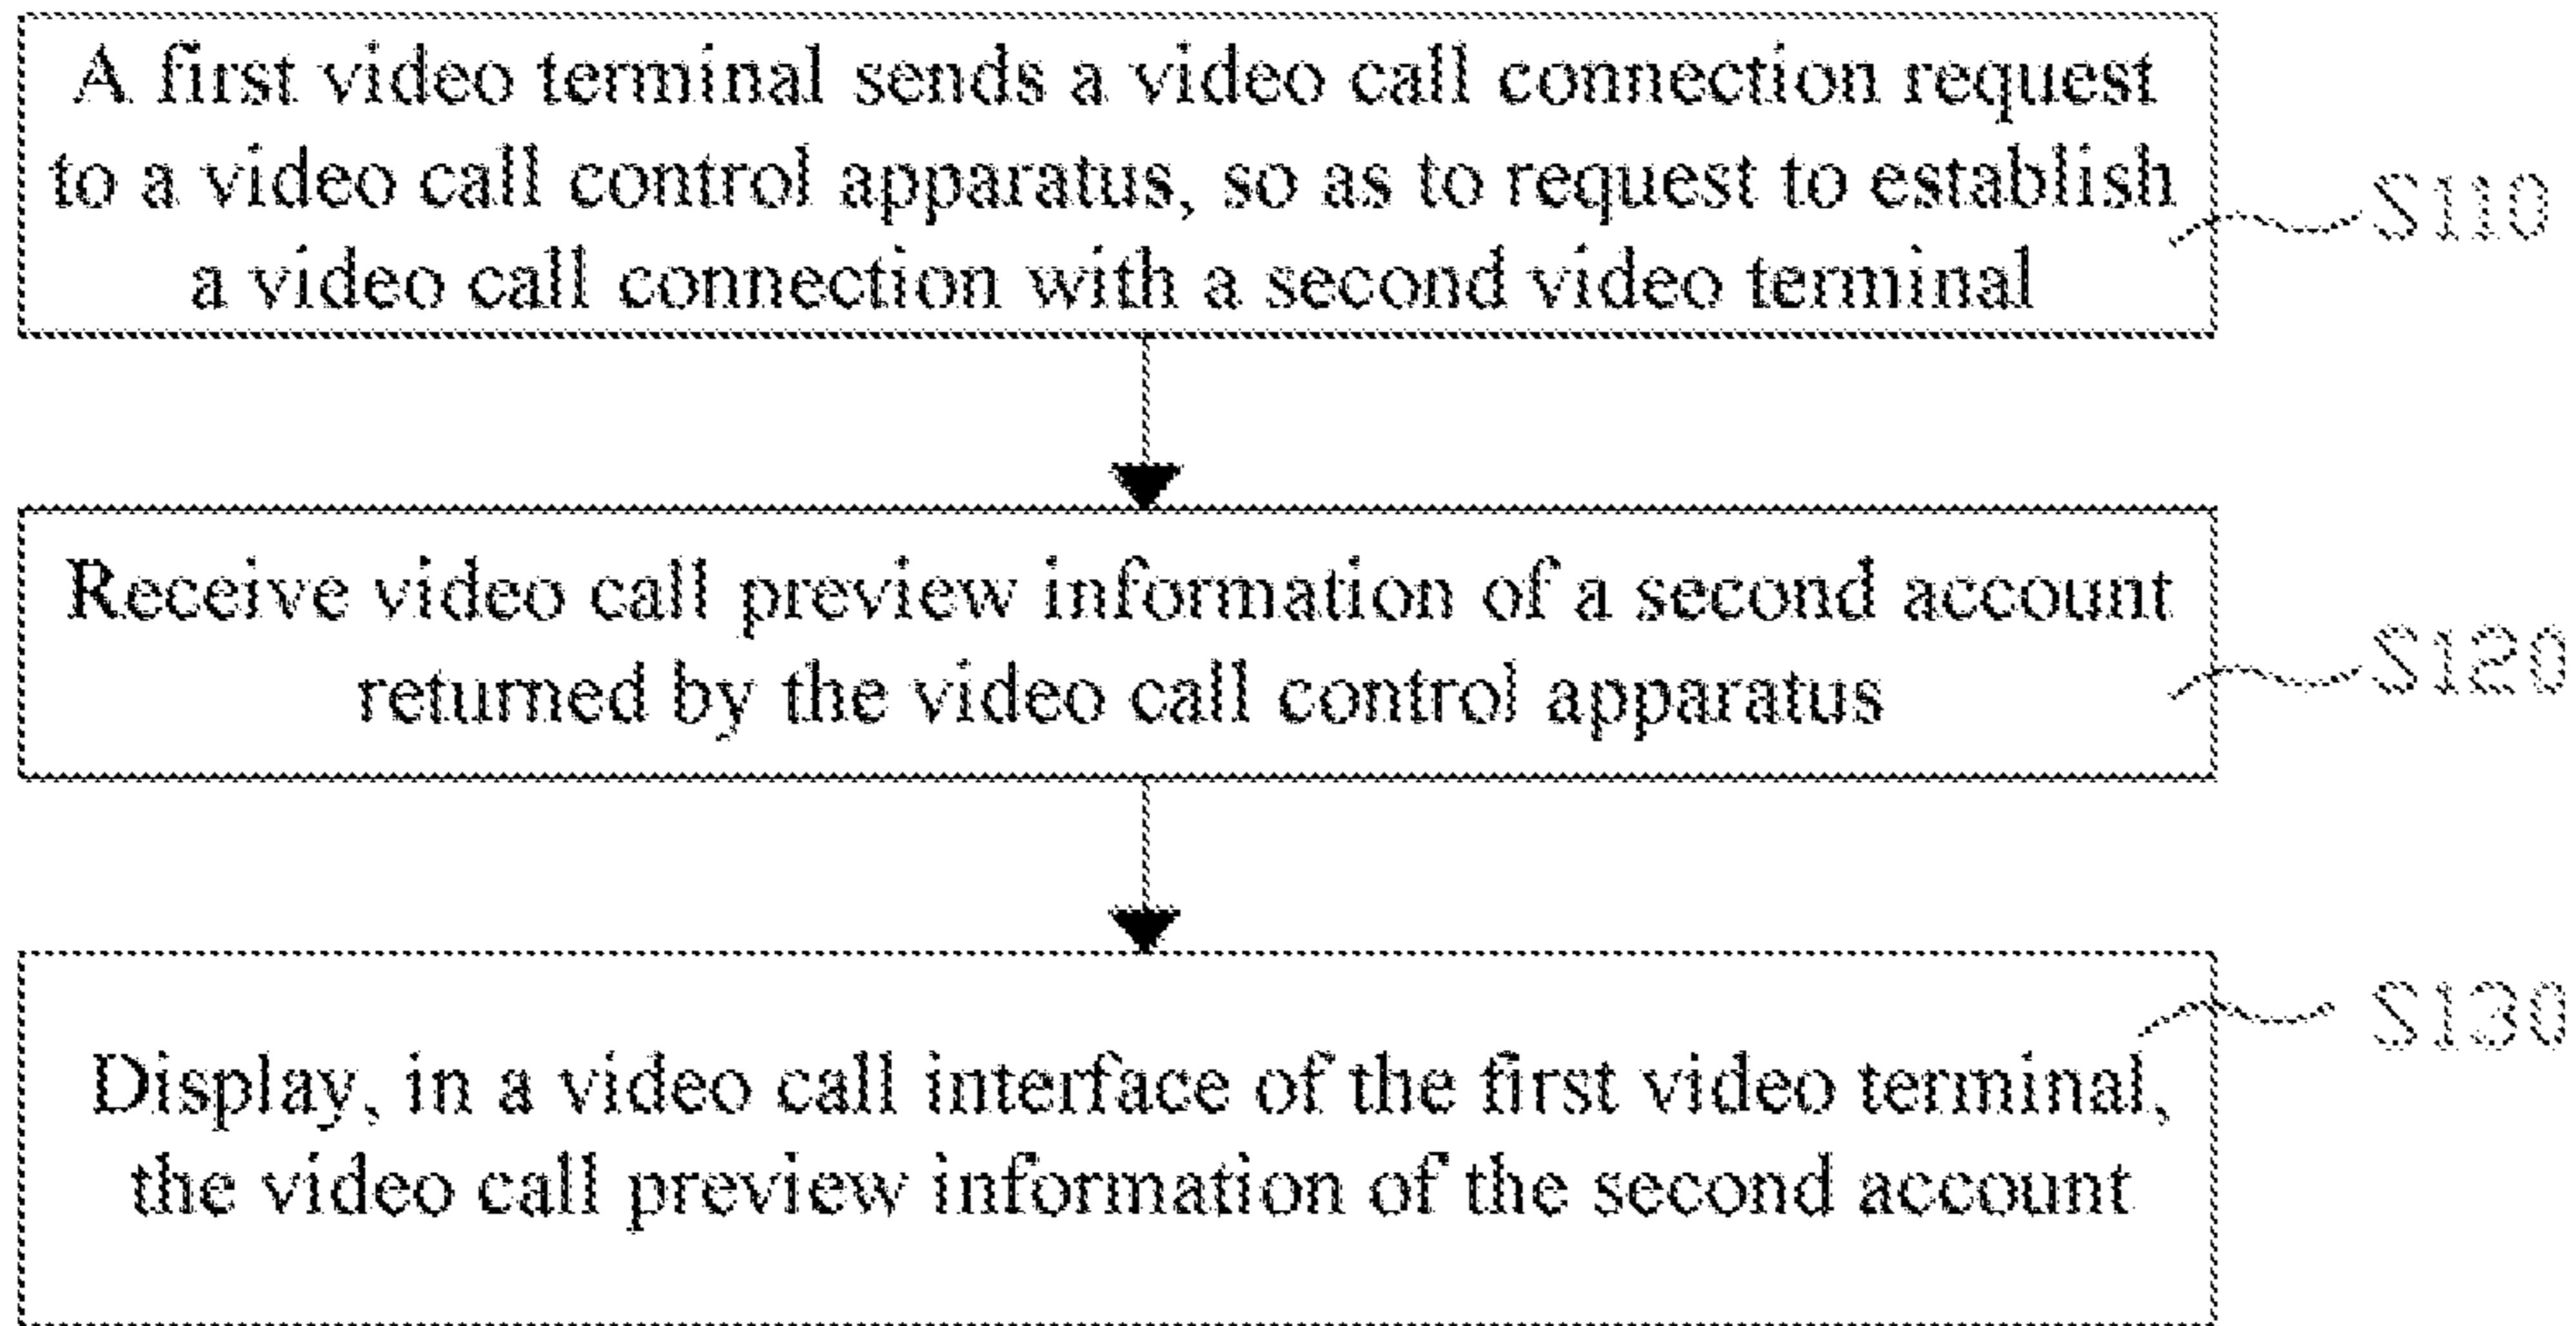 A first video terminal sends a video call connection request
to a video call control apparatus, so as to request to establish
a video call connection with a second video terminal
S110
Receive video call preview information of a second account
returned by the video call control apparatus
S120
S130
Display, in a video call interface of the first video terminal,
the video call preview information of the second account